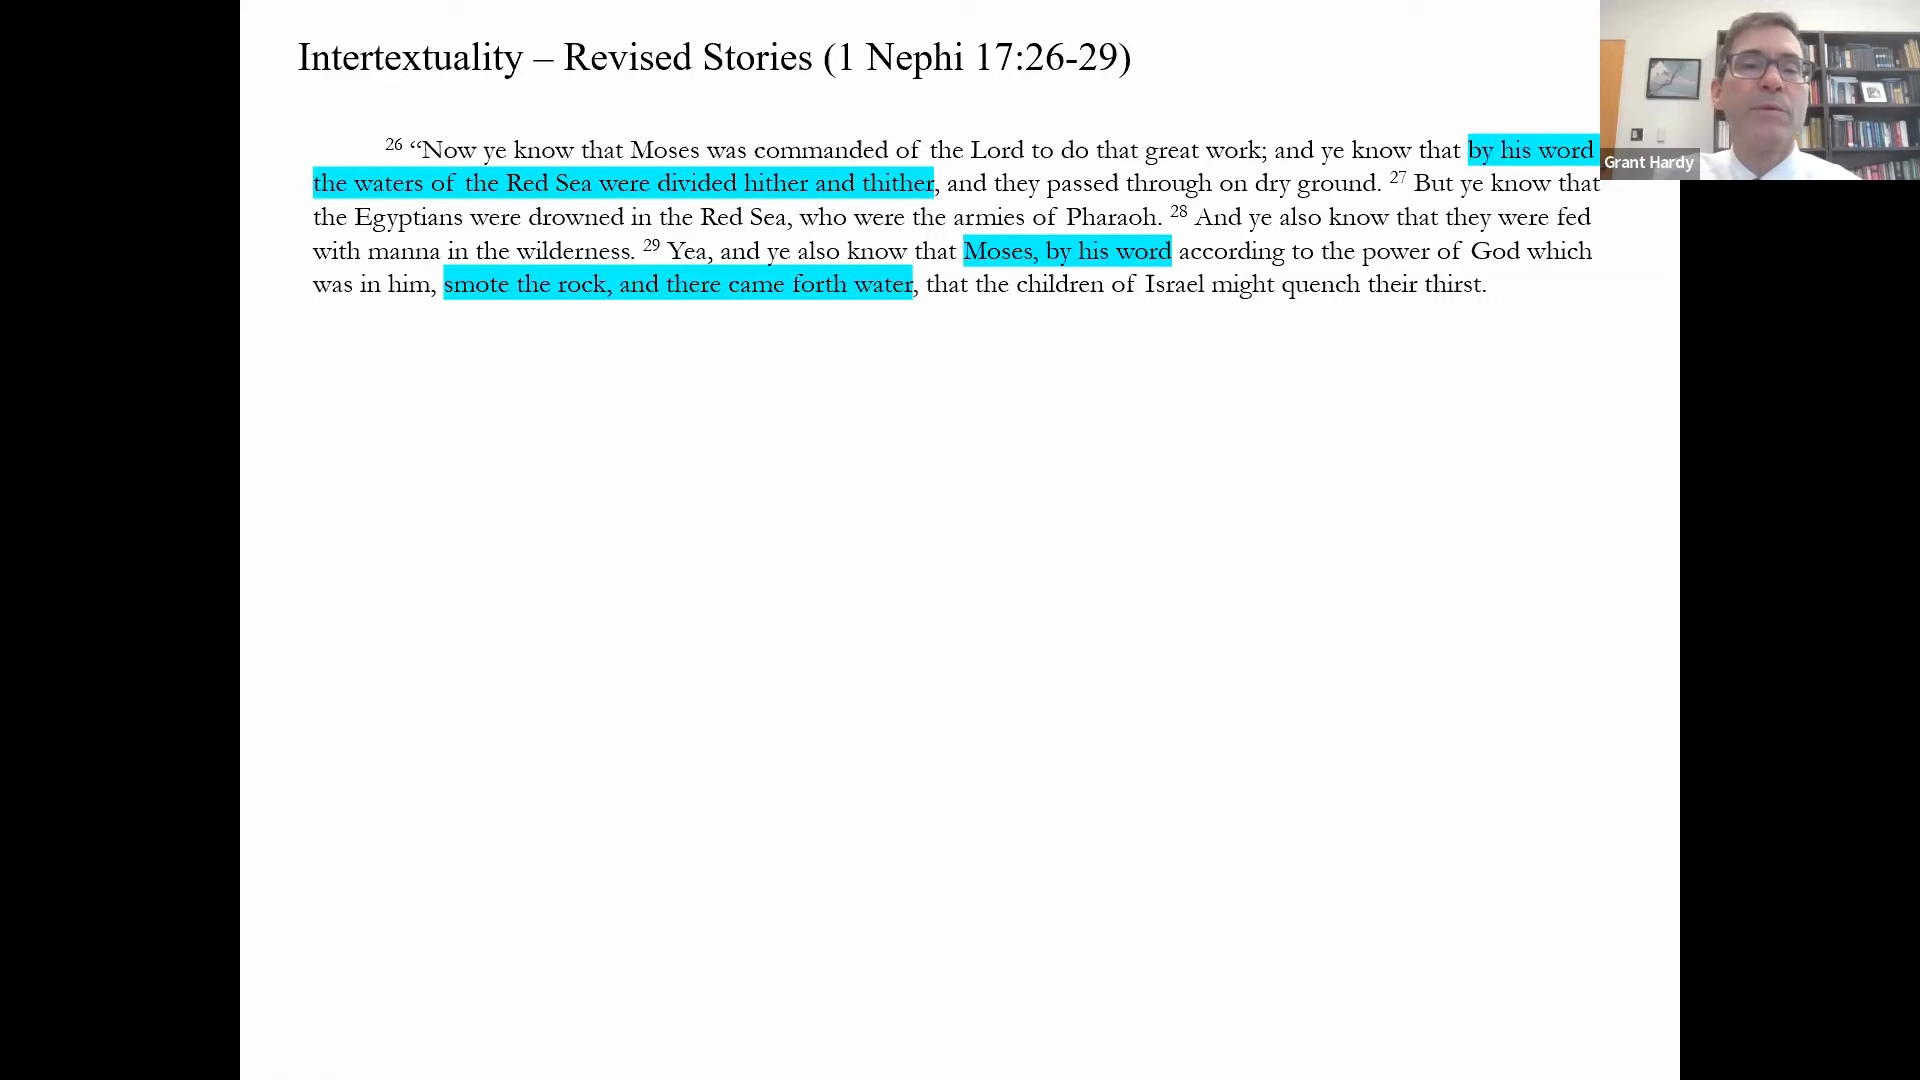 Intertextuality – Revised Stories (1 Nephi 17:26-29)
26 “Now ye know that Moses was commanded of the Lord to do that great work; and ye know that by his word
the waters of the Red Sea were divided hither and thither, and they passed through on dry ground. 27 But ye know that
the Egyptians were drowned in the Red Sea, who were the armies of Pharaoh. 28 And ye also know that they were fed
with manna in the wilderness. 29 Yea, and ye also know that Moses, by his word according to the power of God which
was in him, smote the rock, and there came forth water, that the children of Israel might quench their thirst.
Grant Hardy